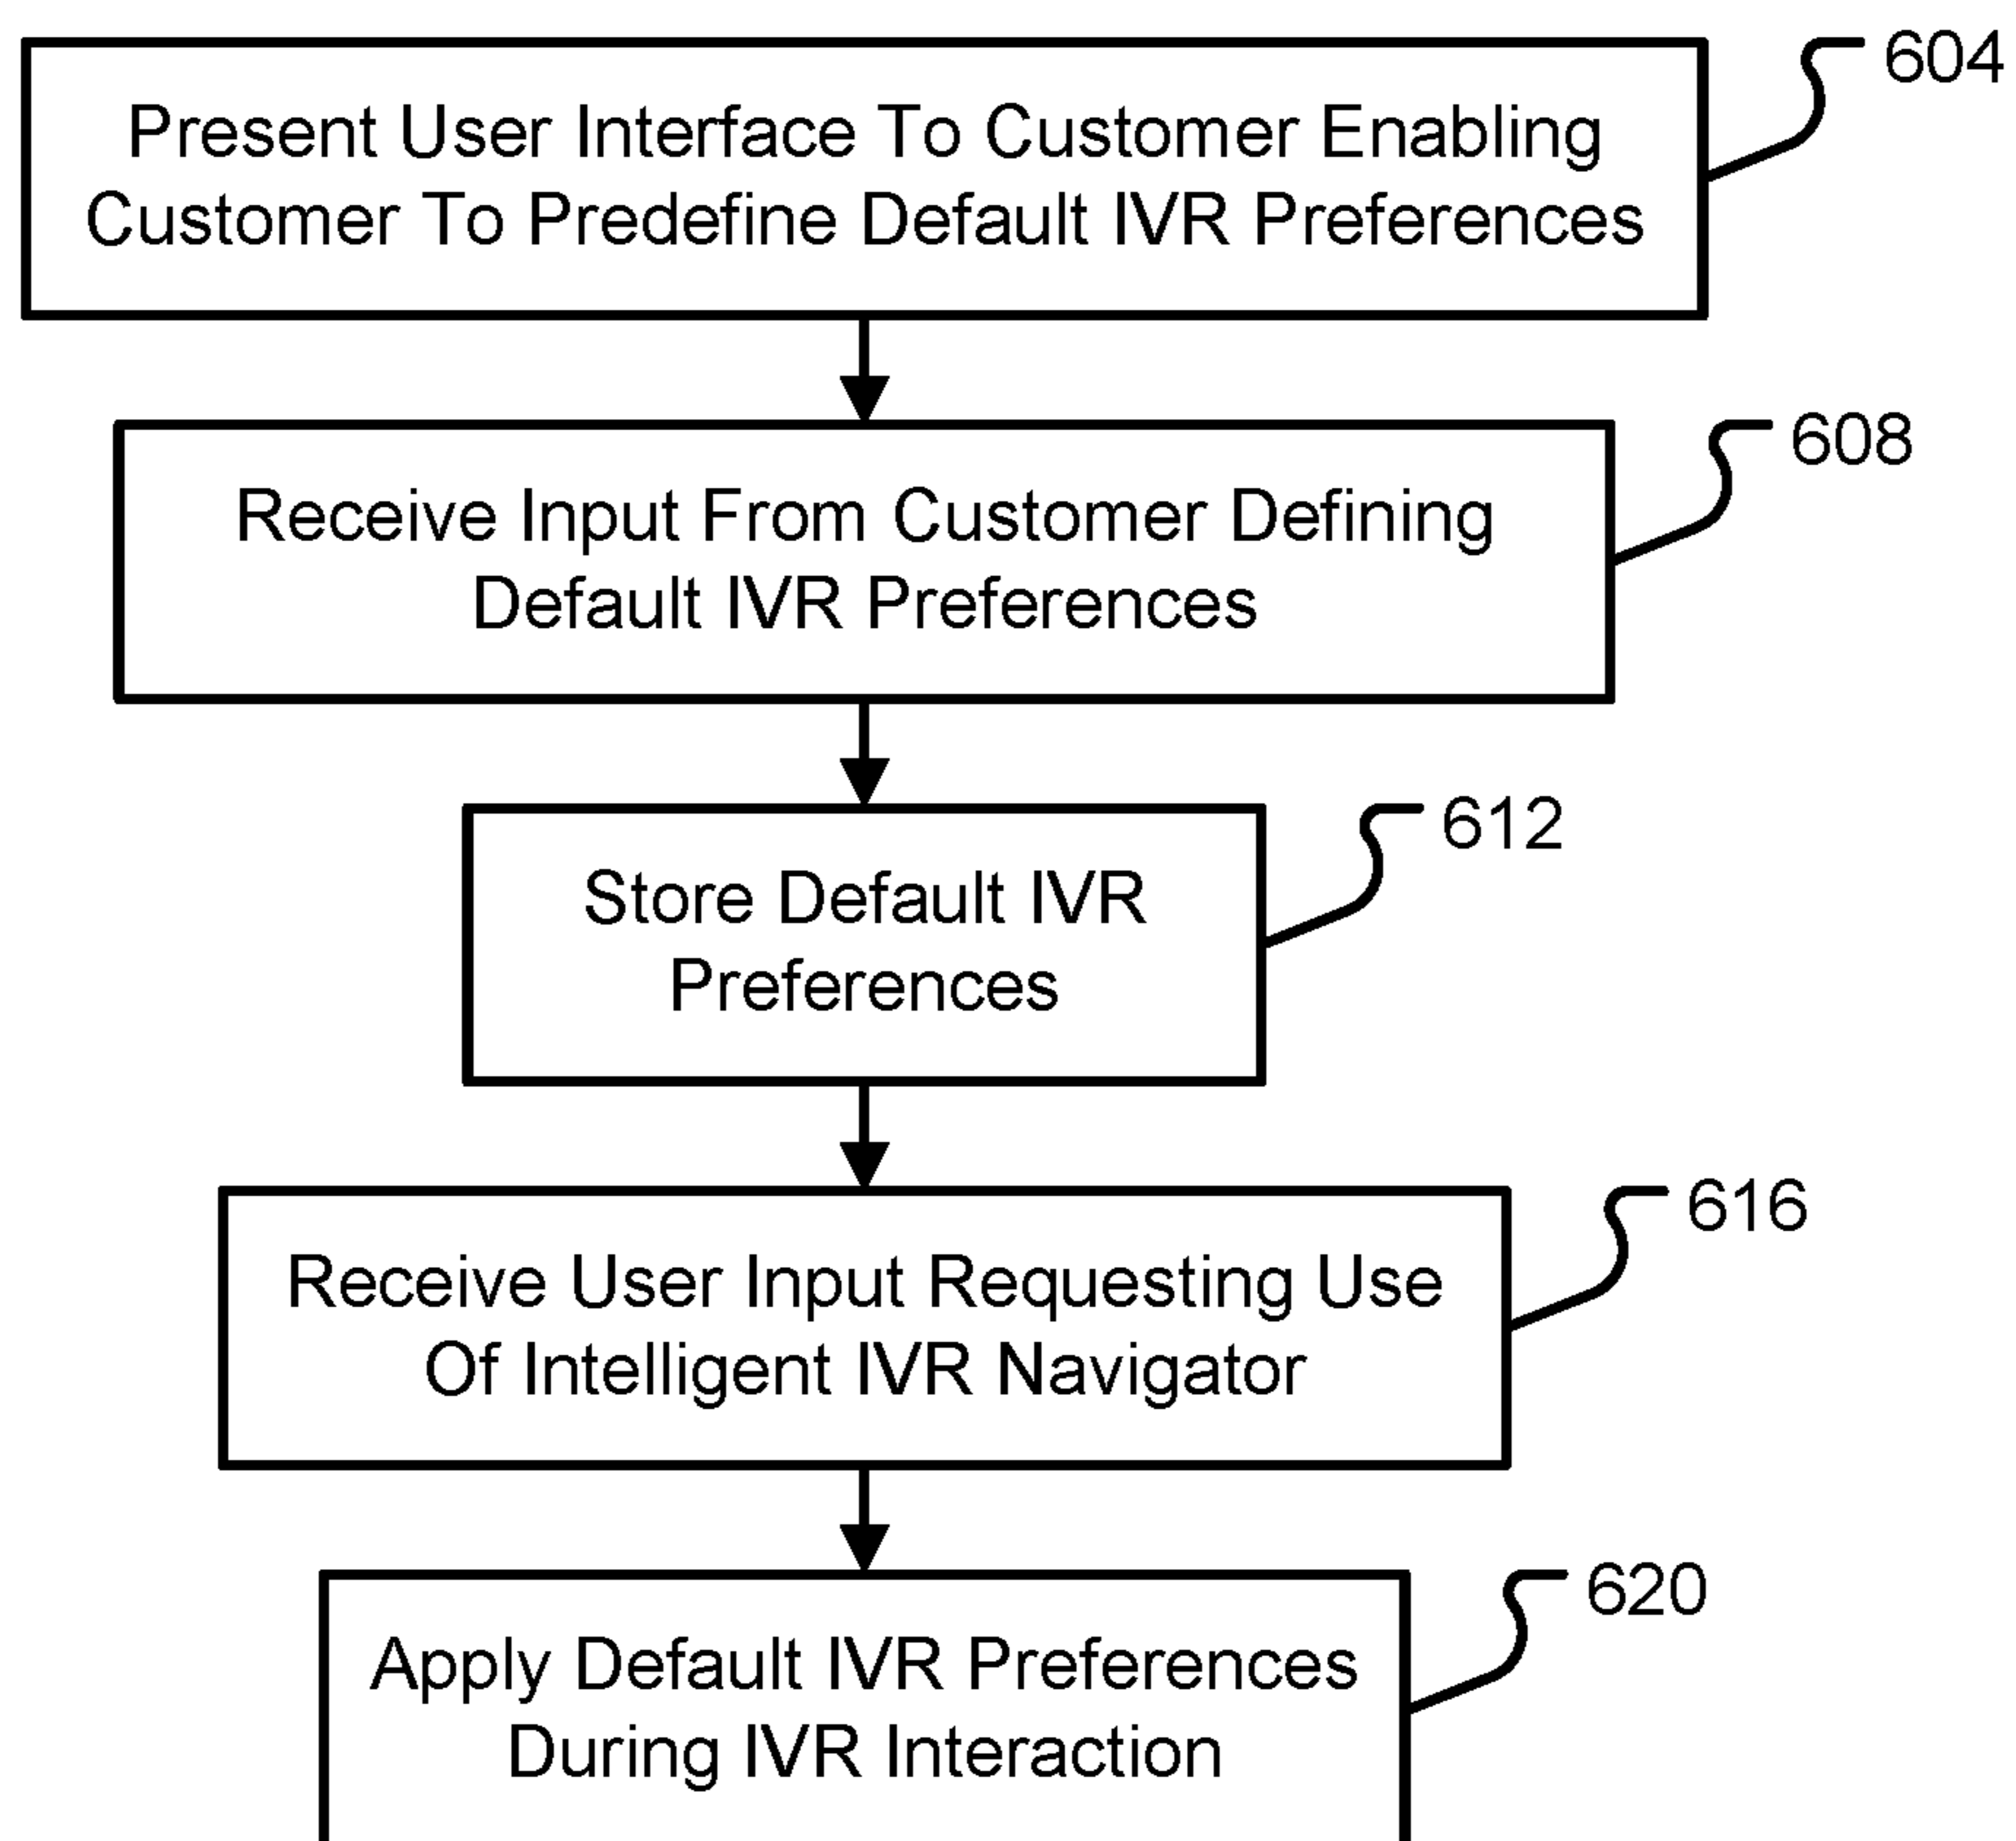 604
Present User Interface To Customer Enabling
Customer To Predefine Default IVR Preferences
608
Receive Input From Customer Defining
Default IVR Preferences
612
Store Default IVR
Preferences
616
Receive User Input Requesting Use
Of Intelligent IVR Navigator
620
Apply Default IVR Preferences
During IVR Interaction